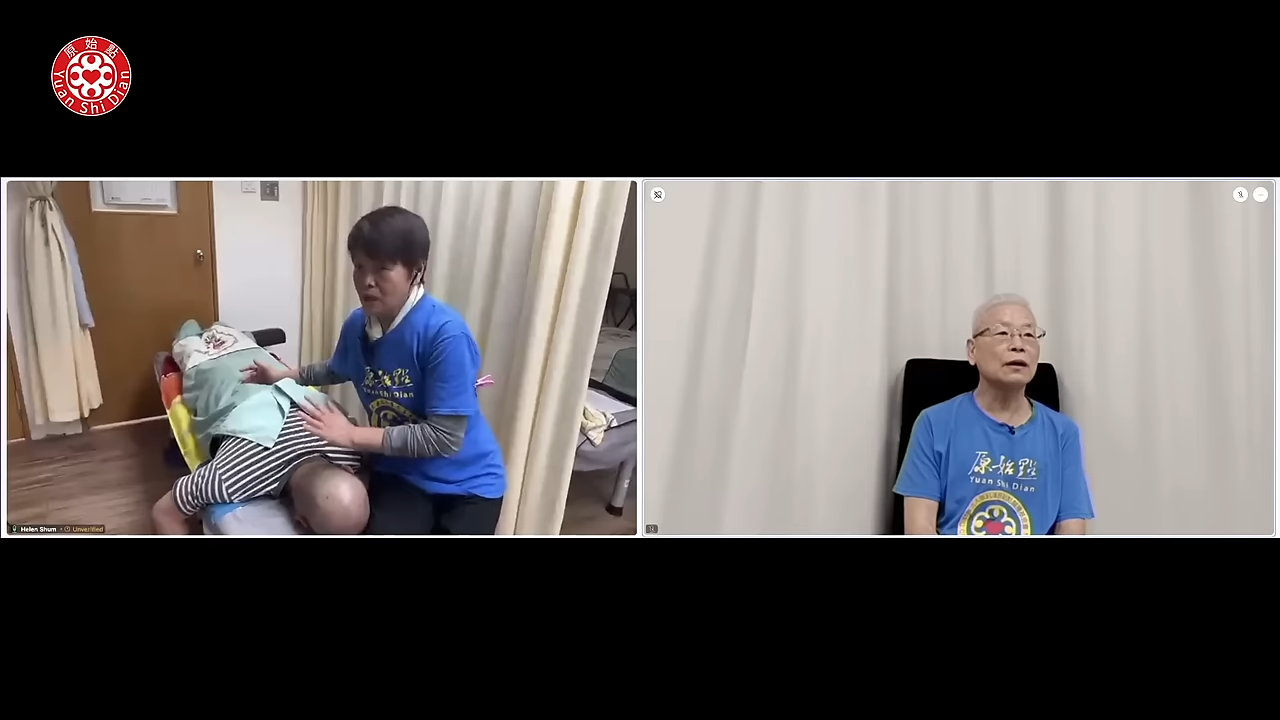 原始點
Yuan Shi Dian
原始點
Yuan Shi Dian
Helen Shum
Unverified
原始點
Yuan Shi Dian